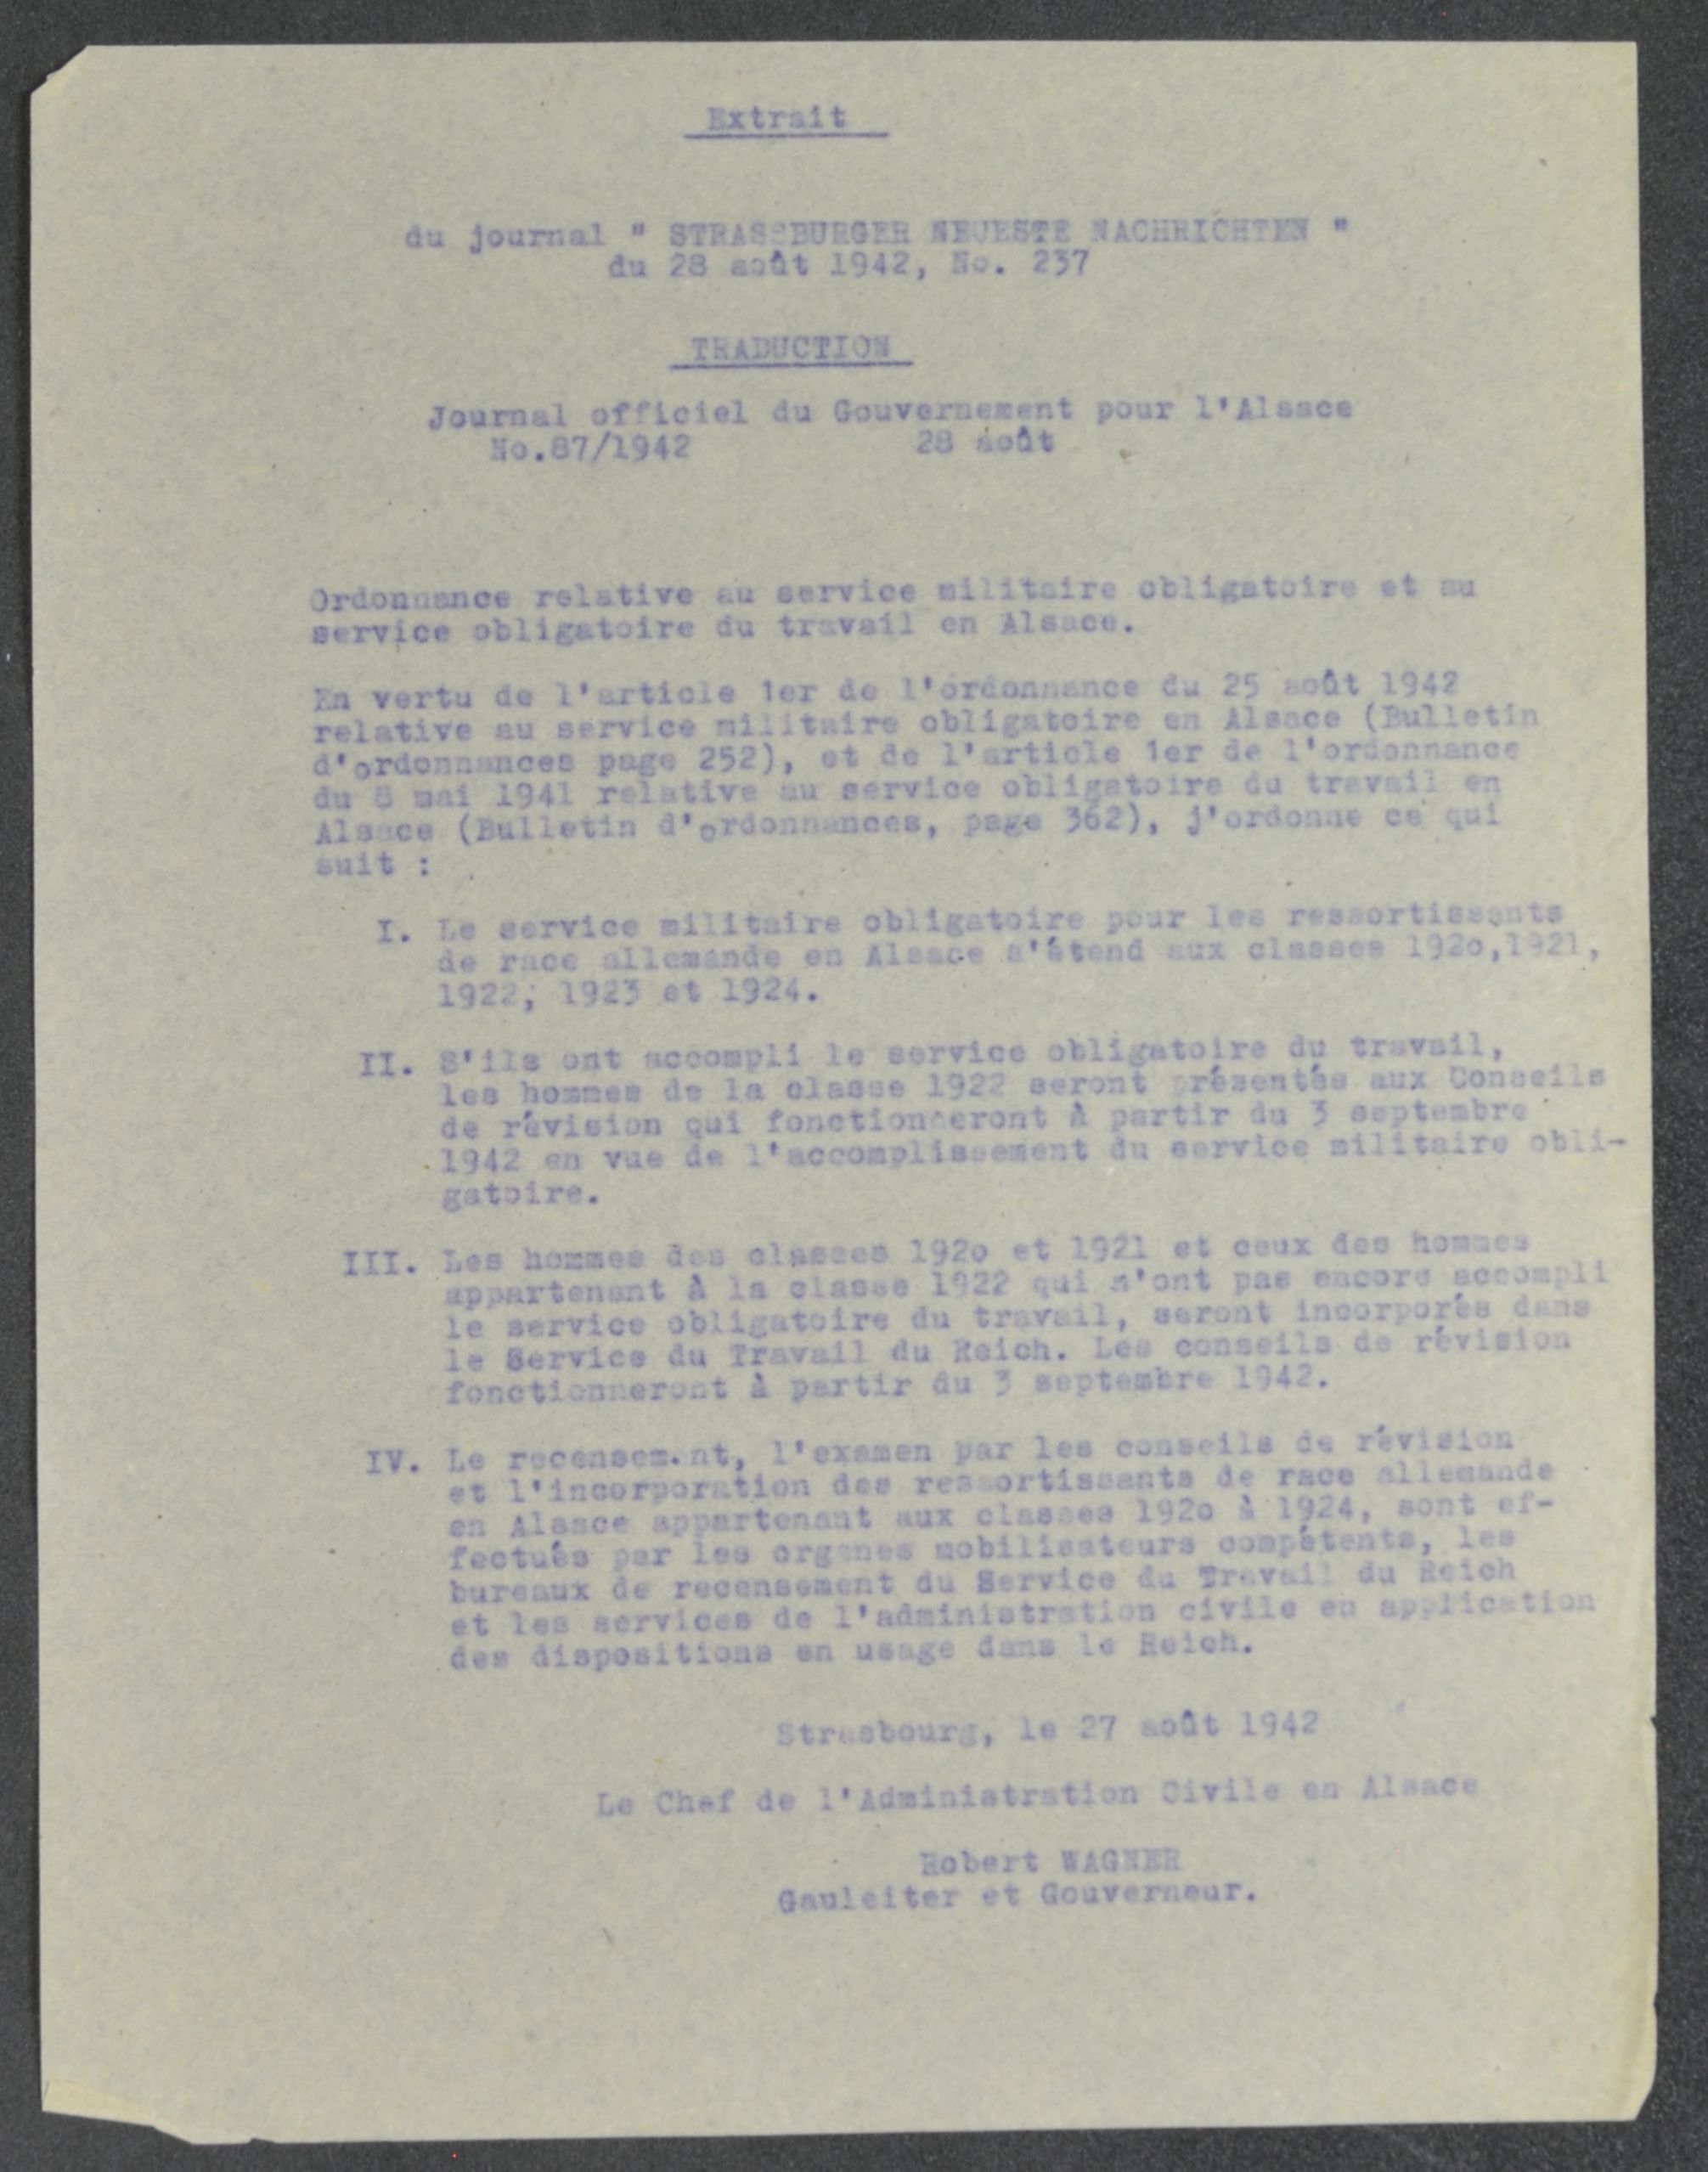 Extrait
du journal " STRASSBURGER NEUESTE NACHRICHTEN "
du 28 août 1942, No. 237
TRADUCTION
Journal officiel du Gouvernement pour l'Alsace
No.87/1942 28 août
Ordonnance relative au service militaire obligatoire et au
service obligatoire du travail en Alsace.
En vertu de l'article 1er de l'ordonnance du 25 août 1942
relative au service militaire obligatoire en Alsace (Bulletin
d'ordonnances page 252), et de l'article 1er de l'ordonnance
du 8 mai 1941 relative au service obligatoire du travail en
Alsace (Bulletin d'ordonnances, page 362), j'ordonne ce qui
suit :
I. Le service militaire obligatoire pour les ressortissants
de race allemande en Alsace s'étend aux classes 1920,1921,
1922, 1923 et 1924.
II. S'ils ont accompli le service obligatoire du travail,
les hommes de la classe 1922 seront présentés aux Conseils
de révision qui fonctionneront à partir du 3 septembre
1942 en vue de l'accomplissement du service militaire obli-
gatoire.
III. Les hommes des classes 1920 et 1921 et ceux des hommes
appartenant à la classe 1922 qui n'ont pas encore accompli
le service obligatoire du travail, seront incorporés dans
le Service du Travail du Reich. Les conseils de révision
fonctionneront à partir du 3 septembre 1942.
IV. Le recensement, l'examen par les conseils de révision
et l'incorporation des ressortissants de race allemande
en Alsace appartenant aux classes 1920 à 1924, sont ef-
fectués par les organes mobilisateurs compétents, les
bureaux de recensement du Service du Travail du Reich
et les services de l'administration civile en application
des dispositions en usage dans le Reich.
Strasbourg, le 27 août 1942
Le Chef de l'Administration Civile en Alsace
Robert WAGNER
Gauleiter et Gouverneur.